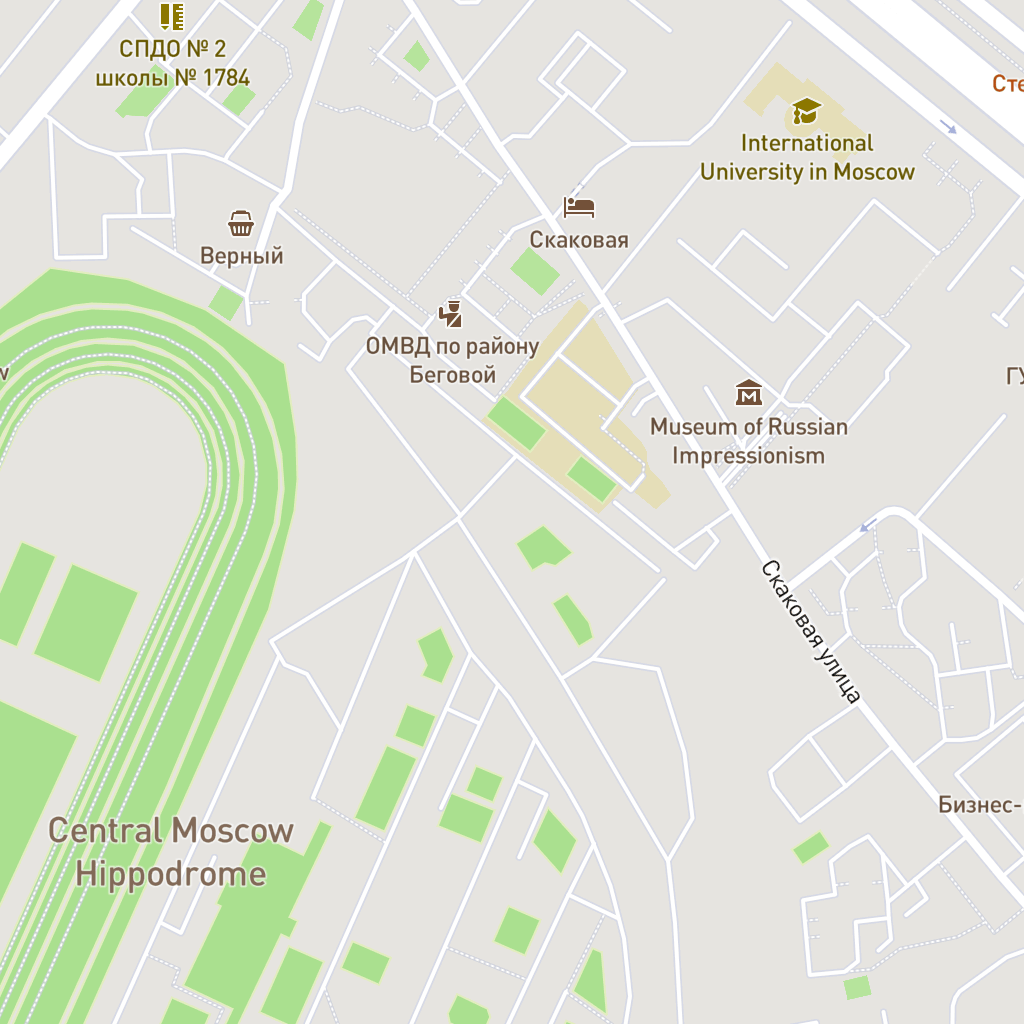 СПДО № 2
школы № 1784
International
University in Moscow
Верный
Скаковая
ОМВД по району
Беговой
Museum of Russian
Impressionism
Скаковая улица
Бизнес-
Central Moscow
Hippodrome